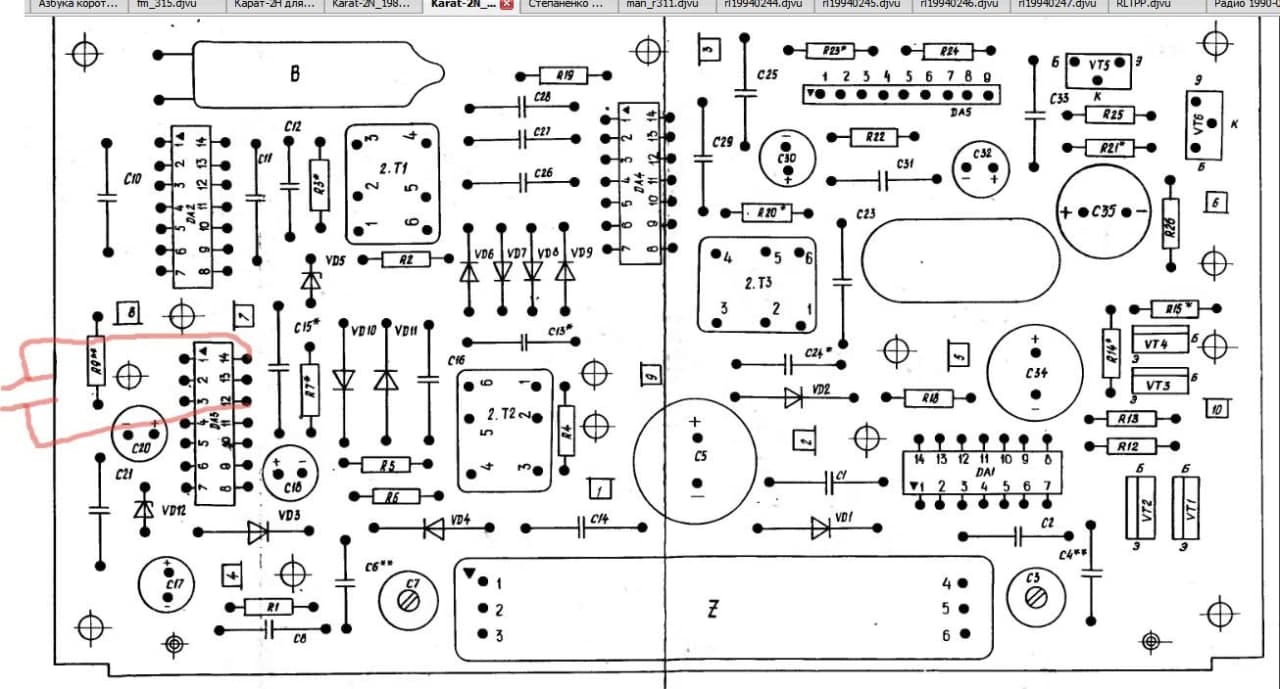 Азбука корот... fm_315.djvu Карат-2Н для... Karat-2N_198... Karat-2N_... Степаненко ... man_r311.djvu rl19940244.djvu rl19940245.djvu rl19940246.djvu rl19940247.djvu RLTPP.djvu Радио 1990-0
B
R19
C28
C27
C26
3
C25
R23* R24
1 2 3 4 5 6 7 8 9
DA5
Б VT5 Э
К
C33
R25
R21*
Э
VT6 К
Б
C10
1 14
2 13
3 12
4 11
5 10
6 9
7 8
DA2
C11
C12
R3*
3 4
2.T1
2 5
1 6
1 14
2 13
3 12
4 11
5 10
6 9
7 8
DA4
C29
C30
- +
R22
C31
C32
- +
R20*
C23
+ C35 -
R26
6
VD5
R2
VD6 VD7 VD8 VD9
4 5 6
2.T3
3 2 1
8
7
C15*
VD10 VD11
C13*
C16
R9**
1 14
2 13
3 12
4 11
5 10
6 9
7 8
DA3
R7*
6 1
2.T2 2
5
4 3
R4
9
C24*
VD2
5
R18
+
C34
-
R15*
R14*
VT4 Б
VT3 Б
Э
10
R13
R12
- +
C20
C21
VD12
+ -
C18
R5
R6
VD3
VD4
C14
1
+
C5
-
2
C1
VD1
14 13 12 11 10 9 8
DA1
1 2 3 4 5 6 7
C2
C4**
Б Б
VT2 VT1
Э Э
+
C17
-
4
R1
C8
C6**
C7
1
2
3
Z
4
5
6
C3